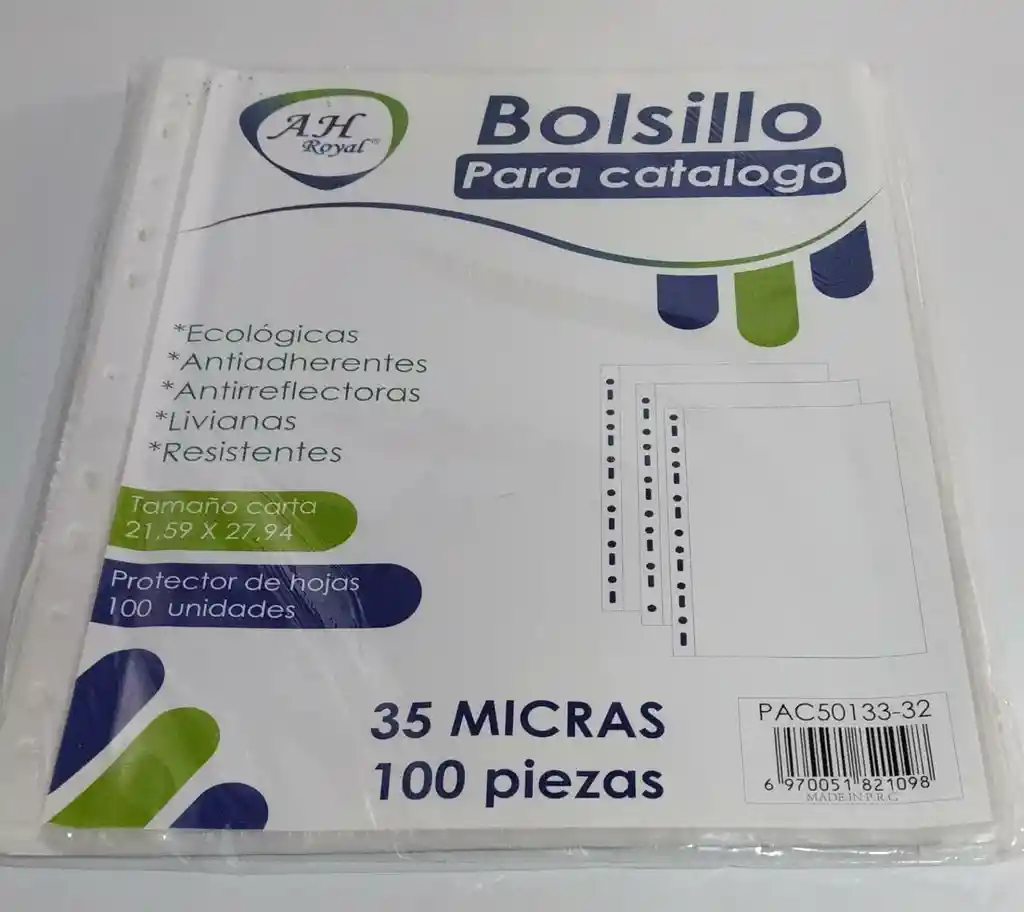 AH
Royal®
Bolsillo
Para catalogo
*Ecológicas
*Antiadherentes
*Antirreflectoras
*Livianas
*Resistentes
Tamaño carta
21,59 X 27,94
Protector de hojas
100 unidades
35 MICRAS
100 piezas
PAC50133-32
6 970051 821098
MADE IN P.R.C